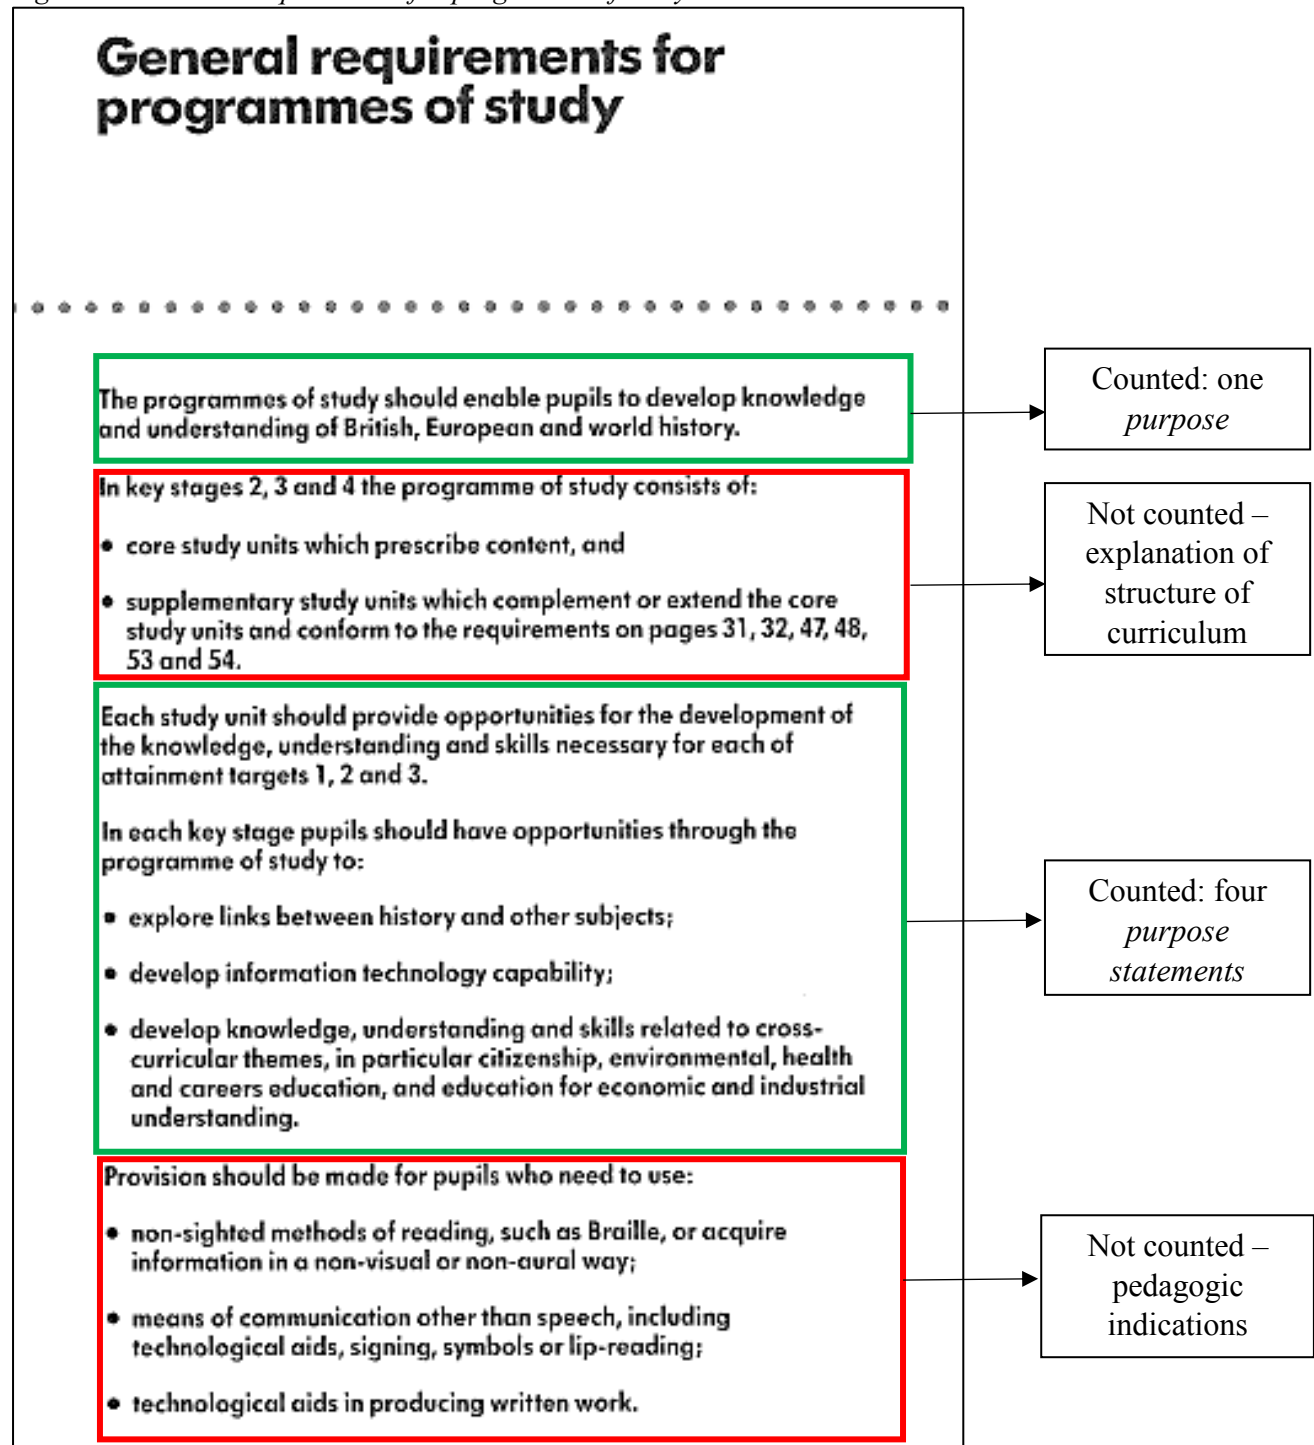 General requirements for
programmes of study
The programmes of study should enable pupils to develop knowledge
and understanding of British, European and world history.
Counted: one
purpose
In key stages 2, 3 and 4 the programme of study consists of:
• core study units which prescribe content, and
• supplementary study units which complement or extend the core
study units and conform to the requirements on pages 31, 32, 47, 48,
53 and 54.
Not counted –
explanation of
structure of
curriculum
Each study unit should provide opportunities for the development of
the knowledge, understanding and skills necessary for each of
attainment targets 1, 2 and 3.
In each key stage pupils should have opportunities through the
programme of study to:
• explore links between history and other subjects;
• develop information technology capability;
• develop knowledge, understanding and skills related to cross-
curricular themes, in particular citizenship, environmental, health
and careers education, and education for economic and industrial
understanding.
Counted: four
purpose
statements
Provision should be made for pupils who need to use:
• non-sighted methods of reading, such as Braille, or acquire
information in a non-visual or non-aural way;
• means of communication other than speech, including
technological aids, signing, symbols or lip-reading;
• technological aids in producing written work.
Not counted –
pedagogic
indications